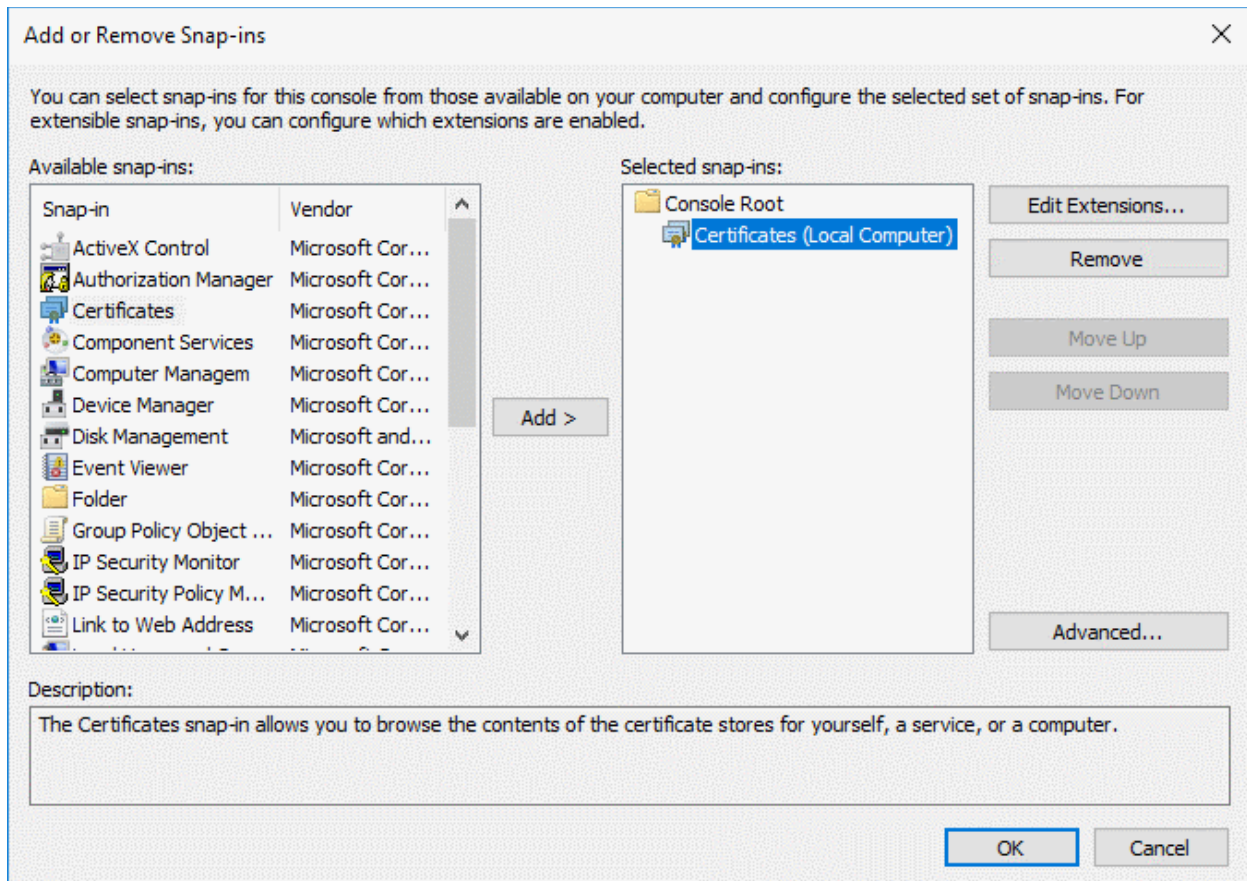 Add or Remove Snap-ins
You can select snap-ins for this console from those available on your computer and configure the selected set of snap-ins. For
extensible snap-ins, you can configure which extensions are enabled.
Available snap-ins:
Snap-in Vendor
ActiveX Control Microsoft Cor...
Authorization Manager Microsoft Cor...
Certificates Microsoft Cor...
Component Services Microsoft Cor...
Computer Managem Microsoft Cor...
Device Manager Microsoft Cor...
Disk Management Microsoft and...
Event Viewer Microsoft Cor...
Folder Microsoft Cor...
Group Policy Object ... Microsoft Cor...
IP Security Monitor Microsoft Cor...
IP Security Policy M... Microsoft Cor...
Link to Web Address Microsoft Cor...
Add >
Selected snap-ins:
Console Root
Certificates (Local Computer)
Edit Extensions...
Remove
Move Up
Move Down
Advanced...
Description:
The Certificates snap-in allows you to browse the contents of the certificate stores for yourself, a service, or a computer.
OK
Cancel